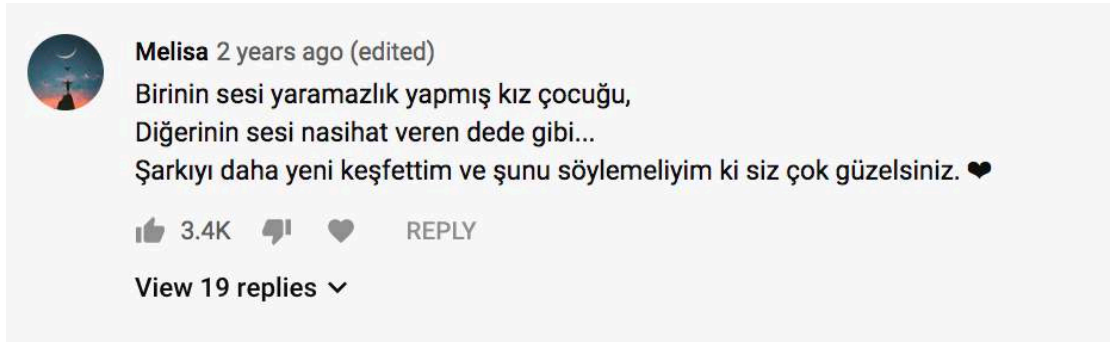 Melisa 2 years ago (edited)
Birinin sesi yaramazlık yapmış kız çocuğu,
Diğerinin sesi nasihat veren dede gibi...
Şarkıyı daha yeni keşfettim ve şunu söylemeliyim ki siz çok güzelsiniz. ❤
3.4K REPLY
View 19 replies